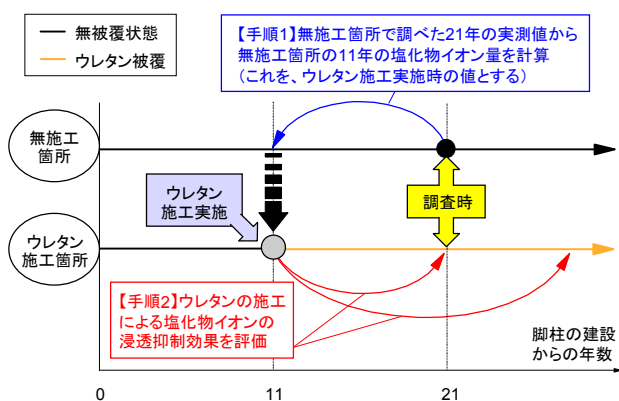 無被覆状態
ウレタン被覆
【手順1】無施工箇所で調べた21年の実測値から
無施工箇所の11年の塩化物イオン量を計算
（これを、ウレタン施工実施時の値とする）
無施工
箇所
ウレタン
施工実施
調査時
ウレタン
施工箇所
【手順2】ウレタンの施工
による塩化物イオンの
浸透抑制効果を評価
脚柱の建設
からの年数
0
11
21